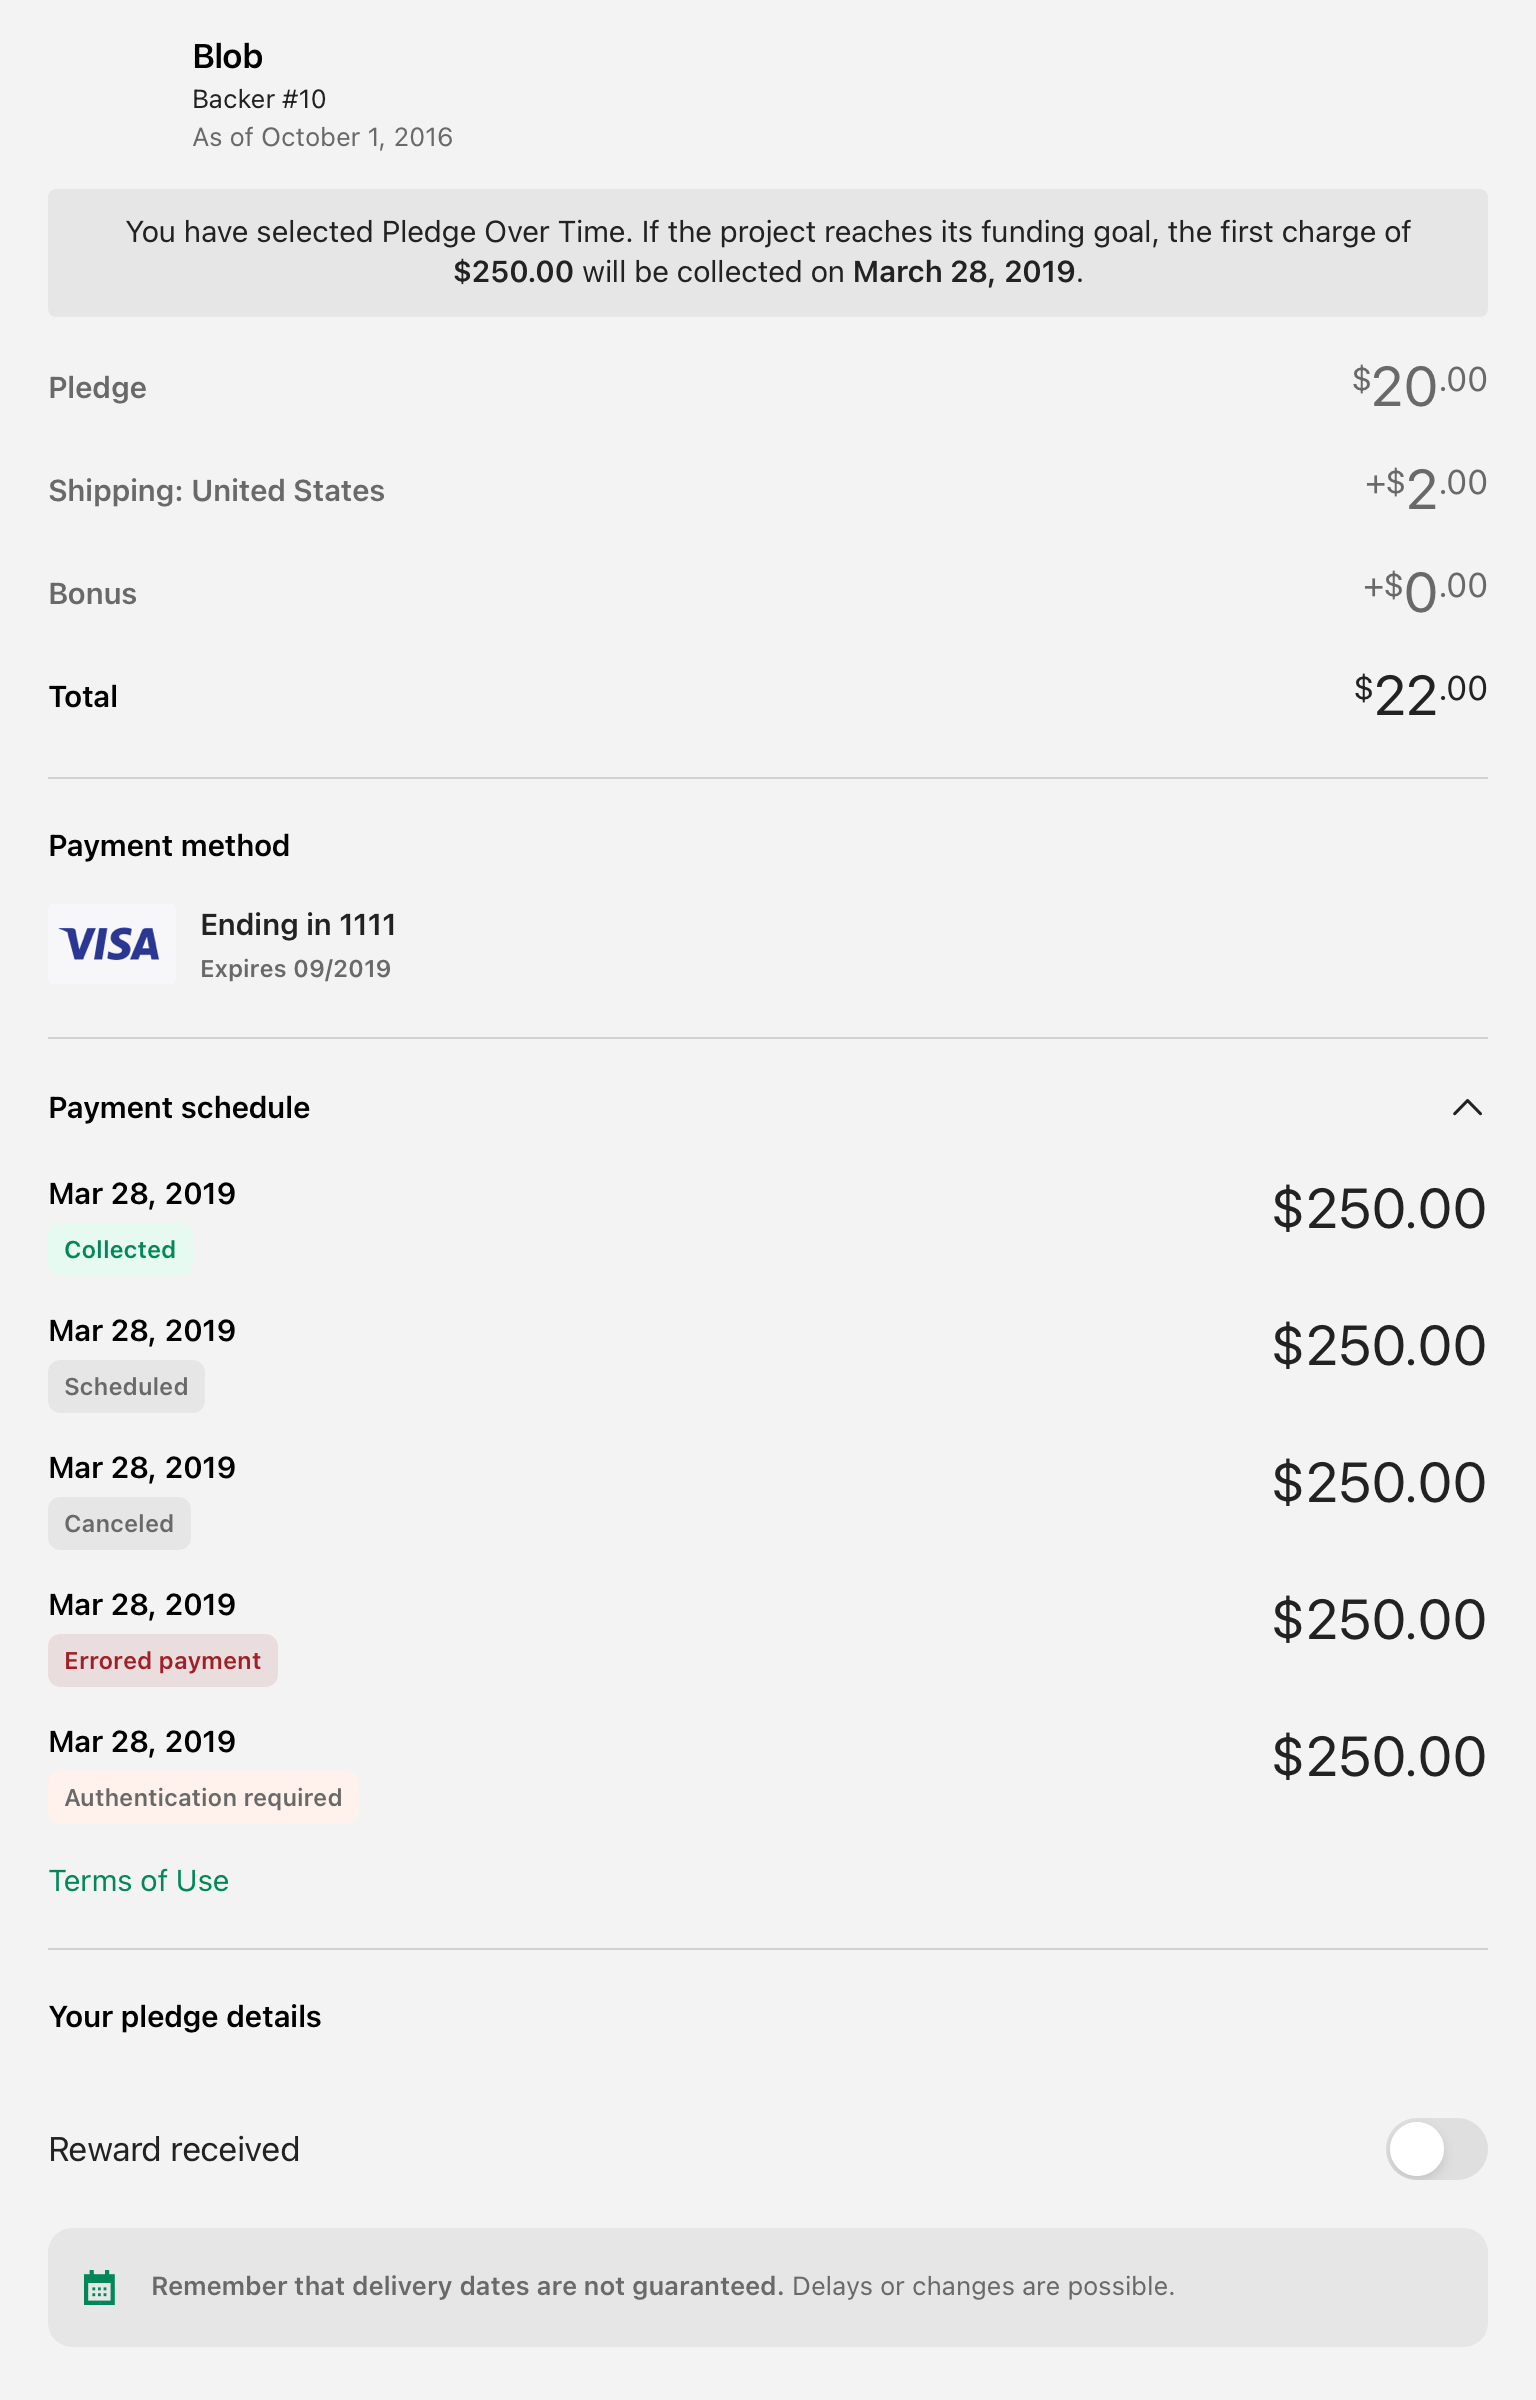 Blob
Backer #10
As of October 1, 2016
You have selected Pledge Over Time. If the project reaches its funding goal, the first charge of
$250.00 will be collected on March 28, 2019.
Pledge $20.00
Shipping: United States +$2.00
Bonus +$0.00
Total $22.00
Payment method
VISA Ending in 1111
Expires 09/2019
Payment schedule
Mar 28, 2019 $250.00
Collected
Mar 28, 2019 $250.00
Scheduled
Mar 28, 2019 $250.00
Canceled
Mar 28, 2019 $250.00
Errored payment
Mar 28, 2019 $250.00
Authentication required
Terms of Use
Your pledge details
Reward received
Remember that delivery dates are not guaranteed. Delays or changes are possible.